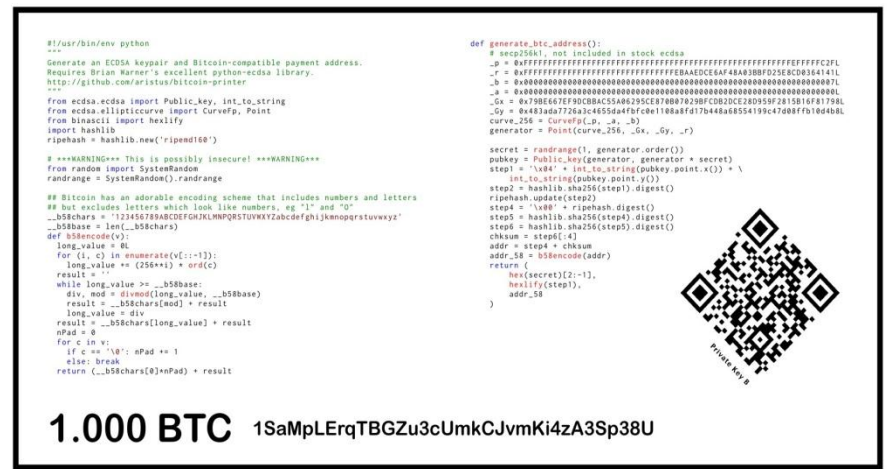 #!/usr/bin/env python
"""
Generate an ECDSA keypair and Bitcoin-compatible payment address.
Requires Brian Warner's excellent python-ecdsa library.
http://github.com/aristus/bitcoin-printer
"""
from ecdsa.ecdsa import Public_key, int_to_string
from ecdsa.ellipticcurve import CurveFp, Point
from binascii import hexlify
import hashlib
ripehash = hashlib.new('ripemd160')

# ***WARNING*** This is possibly insecure! ***WARNING***
from random import SystemRandom
randrange = SystemRandom().randrange

## Bitcoin has an adorable encoding scheme that includes numbers and letters
## but excludes letters which look like numbers, eg "l" and "O"
__b58chars = '123456789ABCDEFGHJKLMNPQRSTUVWXYZabcdefghijkmnopqrstuvwxyz'
__b58base = len(__b58chars)
def b58encode(v):
  long_value = 0L
  for (i, c) in enumerate(v[::-1]):
    long_value += (256**i) * ord(c)
  result = ''
  while long_value >= __b58base:
    div, mod = divmod(long_value, __b58base)
    result = __b58chars[mod] + result
    long_value = div
  result = __b58chars[long_value] + result
  nPad = 0
  for c in v:
    if c == '\0': nPad += 1
    else: break
  return (__b58chars[0]*nPad) + result
def generate_btc_address():
    # secp256k1, not included in stock ecdsa
    _Gx = 0x79BE667EF9DCBBAC55A06295CE870B07029BFCDB2DCE28D959F2815B16F81798L
    _Gy = 0x483ada7726a3c4655da4fbfc0e1108a8fd17b448a68554199c47d08ffb10d4b8L
    curve_256 = CurveFp(_p, _a, _b)
    generator = Point(curve_256, _Gx, _Gy, _r)

    secret = randrange(1, generator.order())
    pubkey = Public_key(generator, generator * secret)
    step1 = '\x04' + int_to_string(pubkey.point.x()) + \
        int_to_string(pubkey.point.y())
    step2 = hashlib.sha256(step1).digest()
    ripehash.update(step2)
    step4 = '\x00' + ripehash.digest()
    step5 = hashlib.sha256(step4).digest()
    step6 = hashlib.sha256(step5).digest()
    chksum = step6[:4]
    addr = step4 + chksum
    addr_58 = b58encode(addr)
    return (
        hex(secret)[2:-1],
        hexlify(step1),
        addr_58
    )
Private Key B
1.000 BTC 1SaMpLErqTBGZu3cUmkCJvmKi4zA3Sp38U